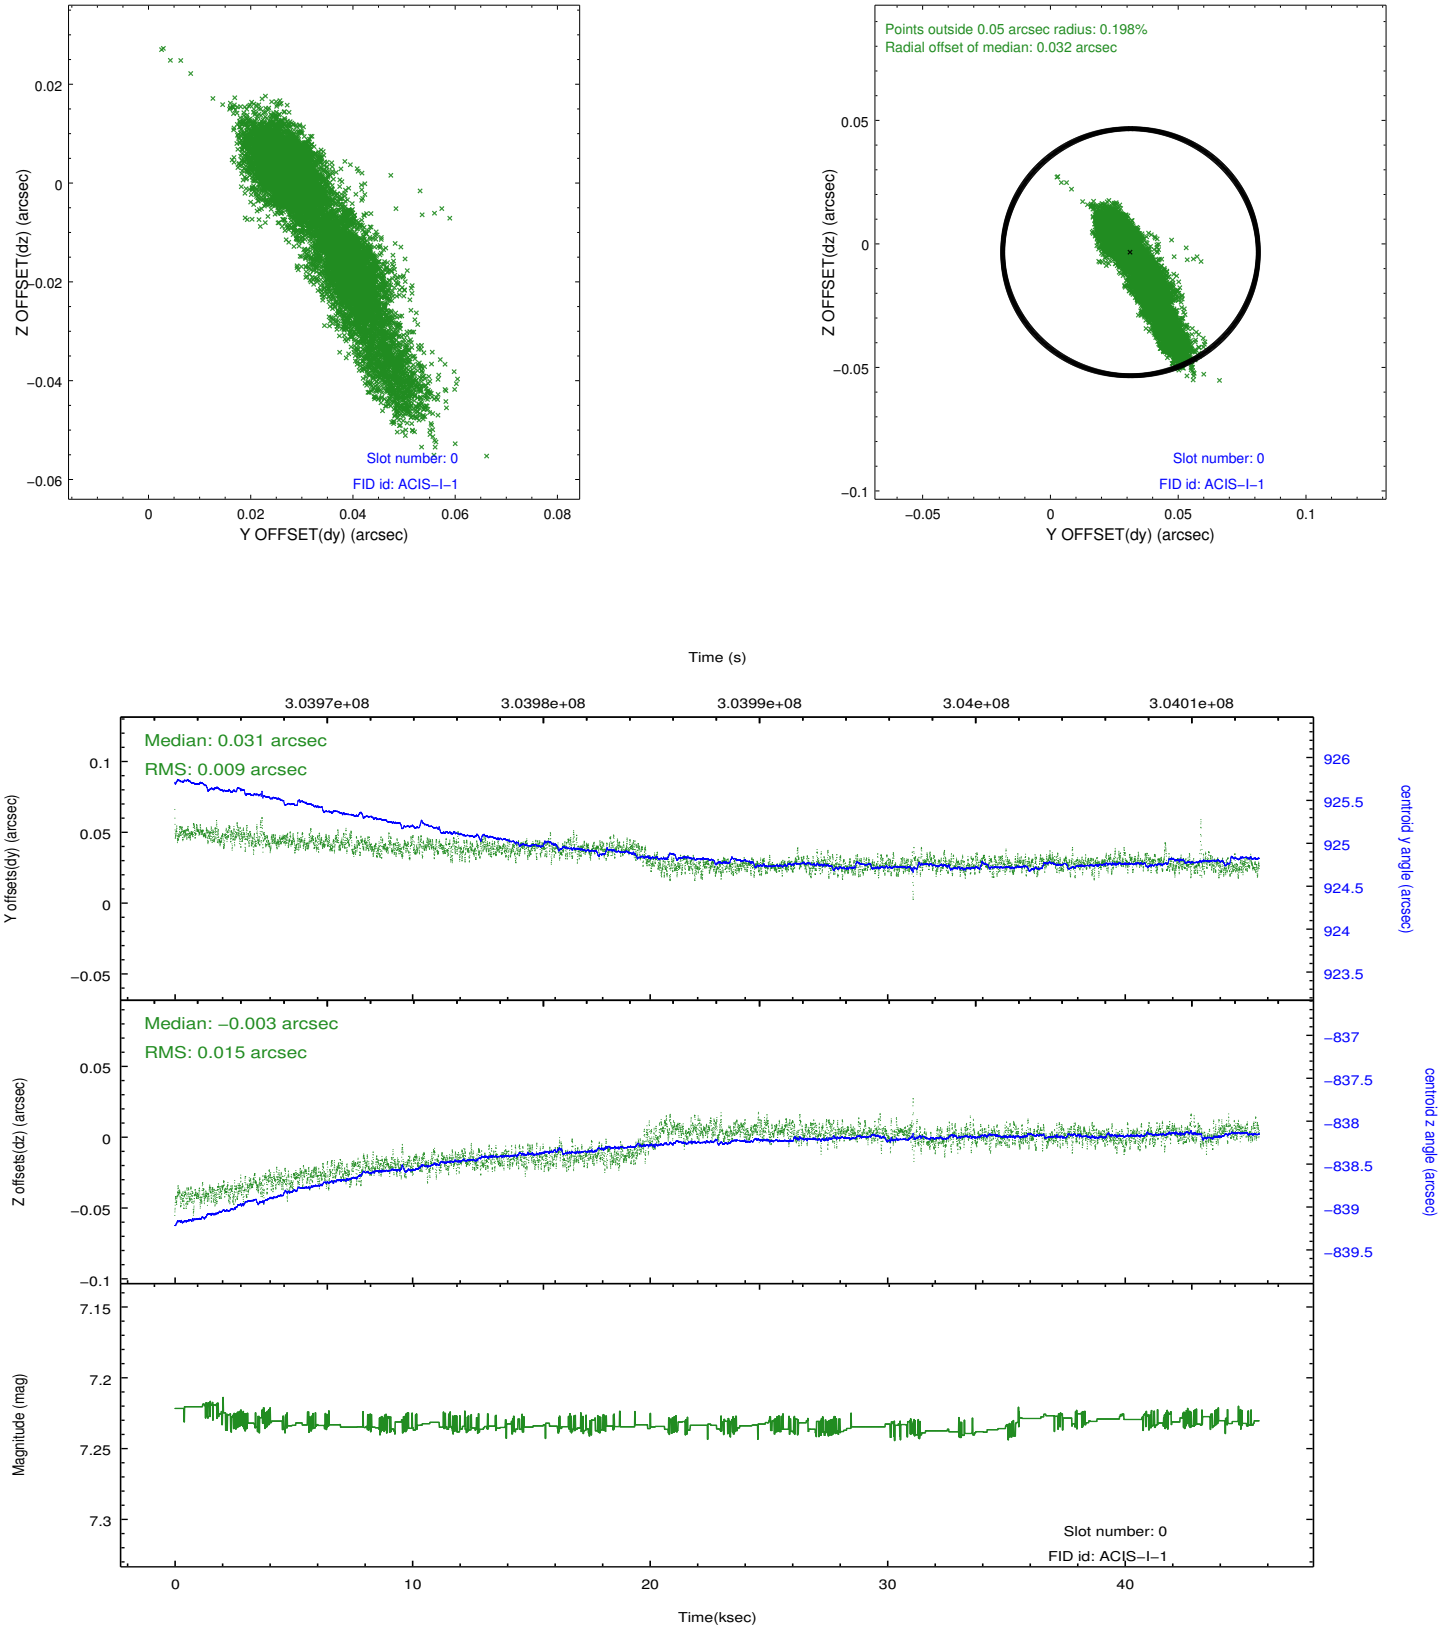 0.02
0
−0.02
−0.04
−0.06
Z OFFSET(dz) (arcsec)
Slot number: 0
FID id: ACIS−I−1
0
0.02
0.04
0.06
0.08
Y OFFSET(dy) (arcsec)
Points outside 0.05 arcsec radius: 0.198%
Radial offset of median: 0.032 arcsec
0.05
0
−0.05
−0.1
Z OFFSET(dz) (arcsec)
Slot number: 0
FID id: ACIS−I−1
−0.05
0
0.05
0.1
Y OFFSET(dy) (arcsec)
Time (s)
3.0397e+08
3.0398e+08
3.0399e+08
3.04e+08
3.0401e+08
Median: 0.031 arcsec
RMS: 0.009 arcsec
0.1
0.05
0
−0.05
Y offsets(dy) (arcsec)
926
925.5
925
924.5
924
923.5
centroid y angle (arcsec)
Median: −0.003 arcsec
RMS: 0.015 arcsec
0.05
0
−0.05
−0.1
Z offsets(dz) (arcsec)
−837
−837.5
−838
−838.5
−839
−839.5
centroid z angle (arcsec)
7.15
7.2
7.25
7.3
Magnitude (mag)
Slot number: 0
FID id: ACIS−I−1
0
10
20
30
40
Time(ksec)